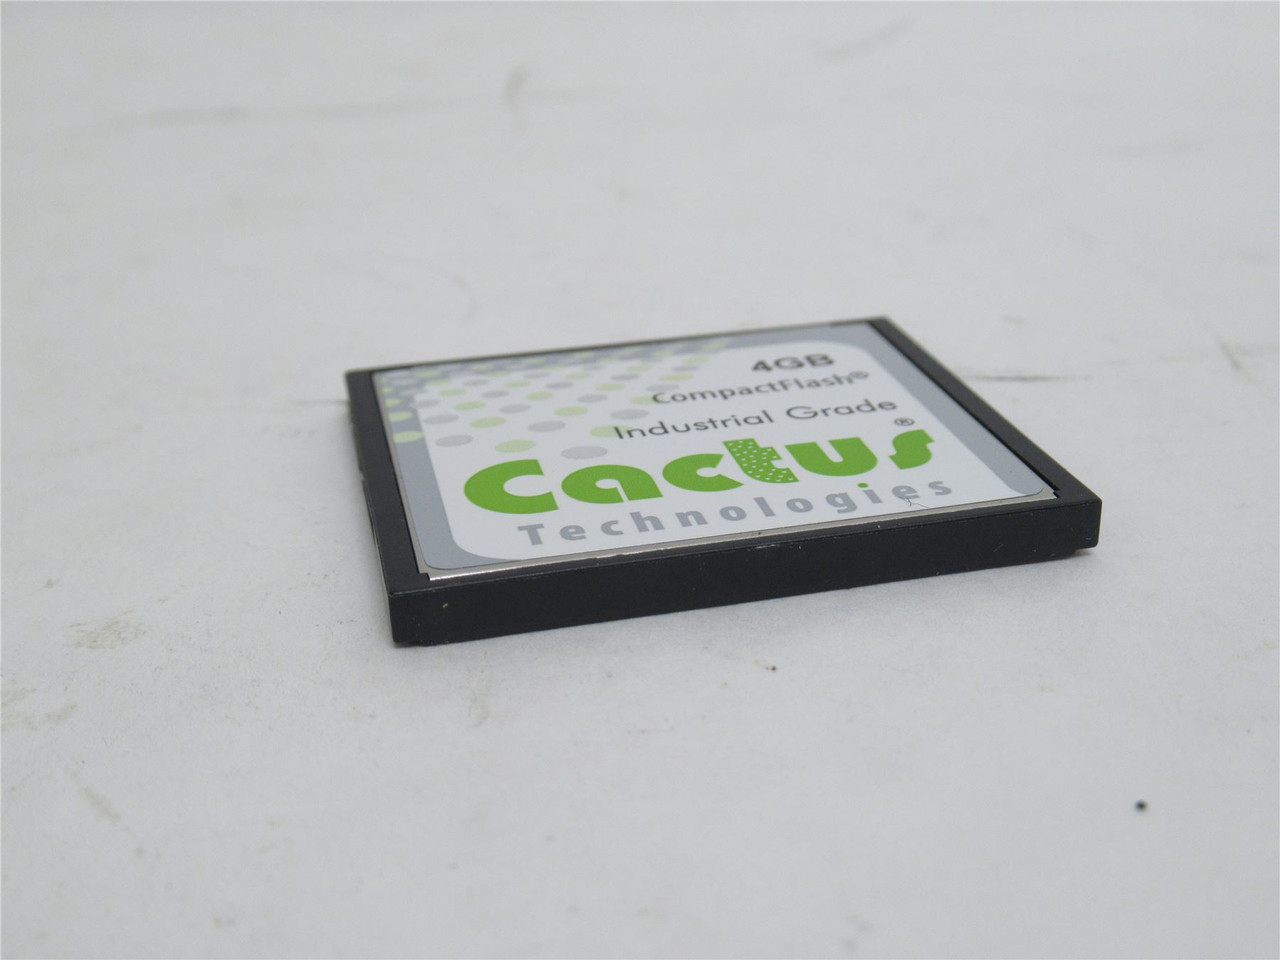 4GB
CompactFlash®
Industrial Grade
Cactus®
Technologies